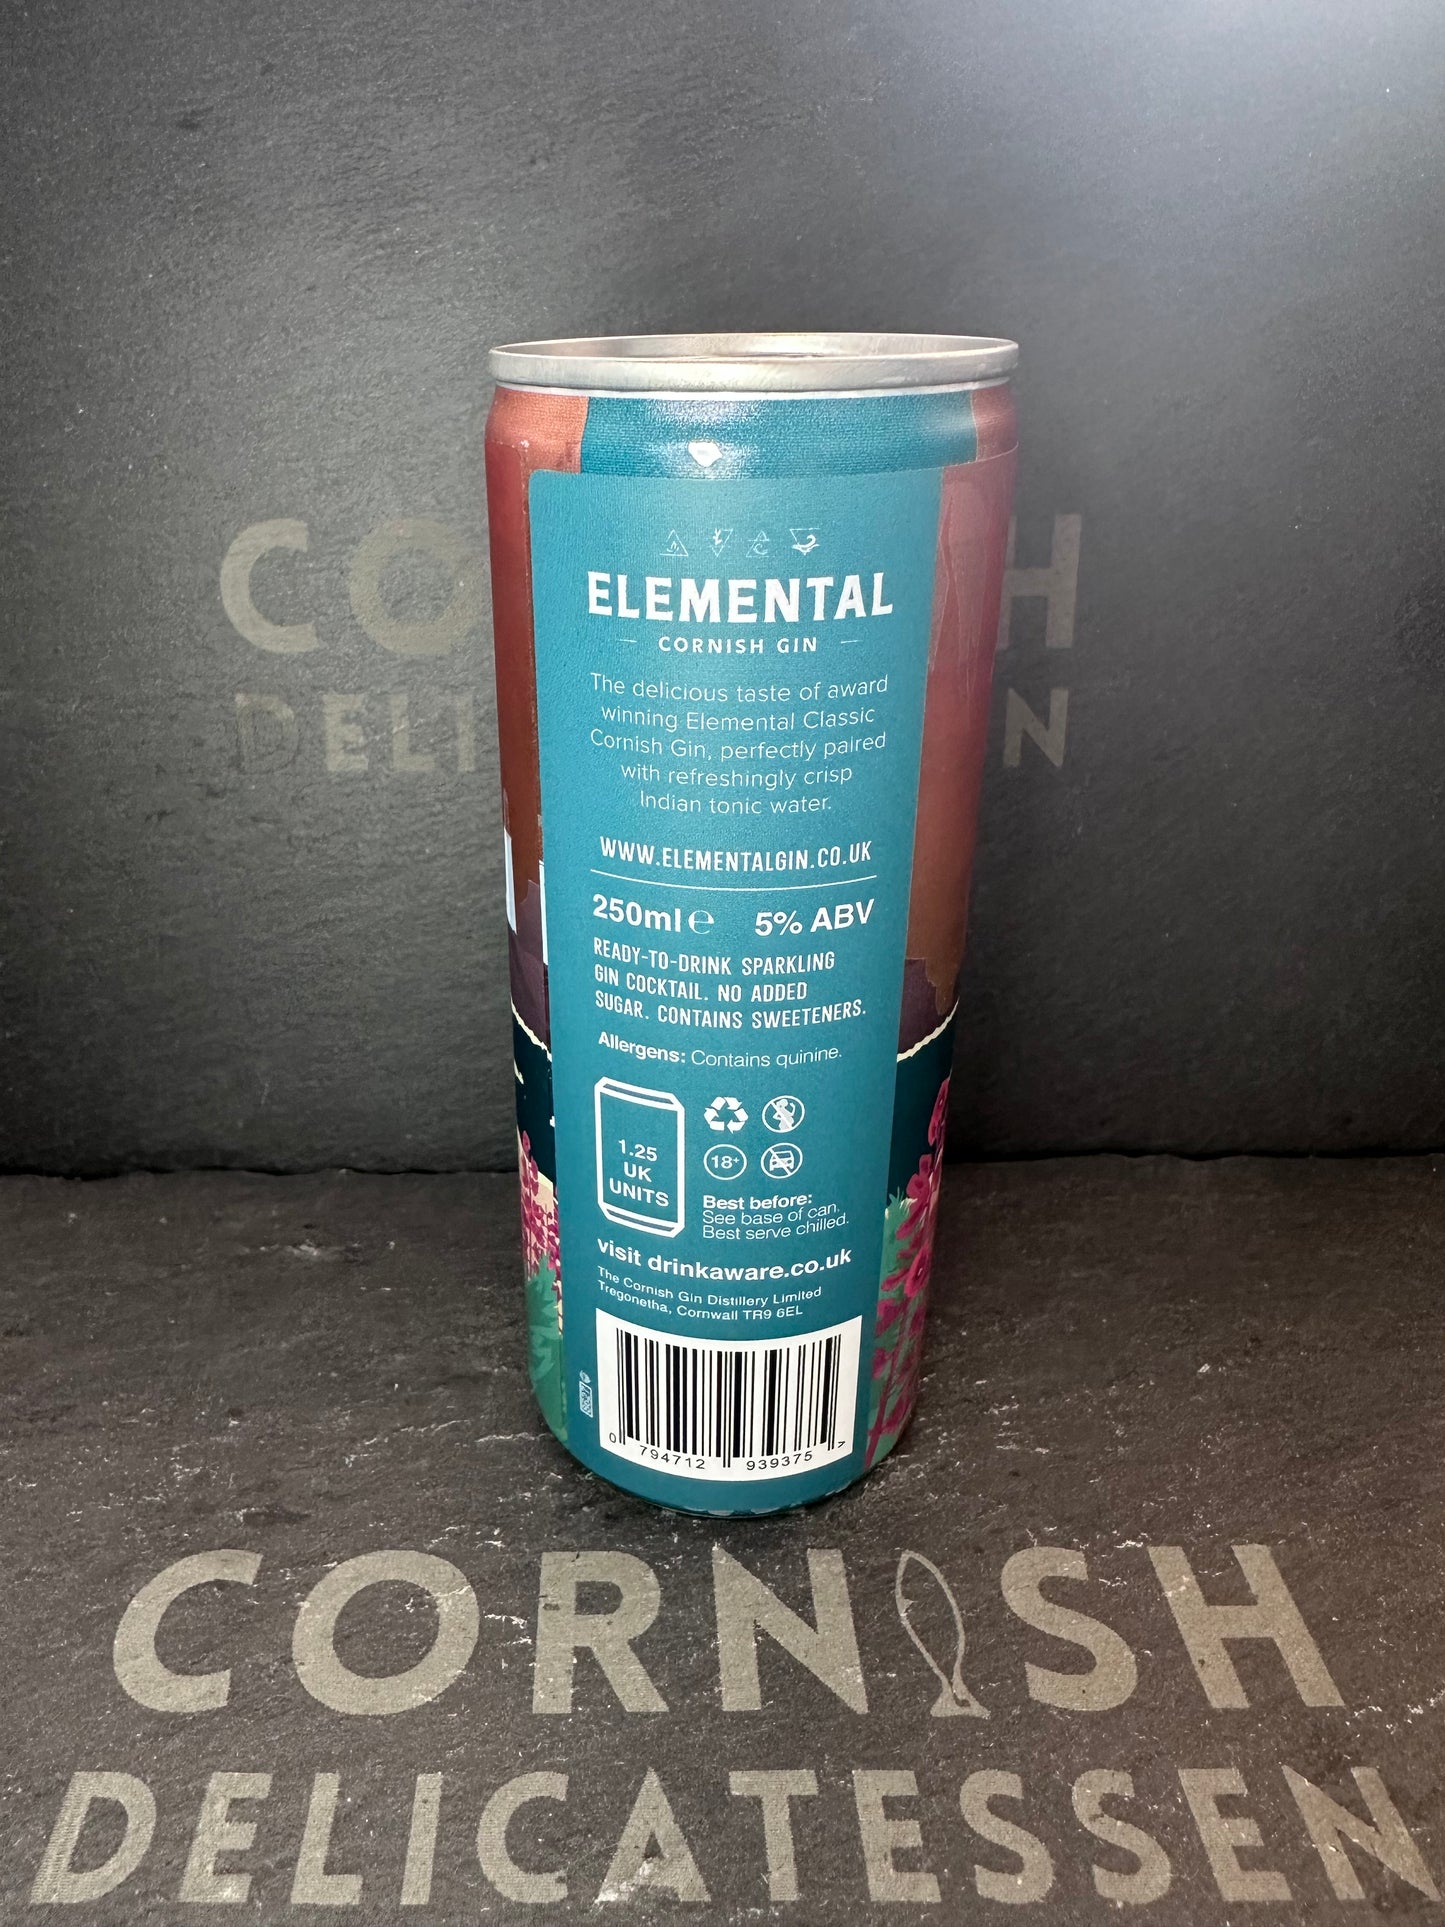 ELEMENTAL
CORNISH GIN
The delicious taste of award
winning Elemental Classic
Cornish Gin, perfectly paired
with refreshingly crisp
Indian tonic water.
WWW.ELEMENTALGIN.CO.UK
250ml ℮ 5% ABV
READY-TO-DRINK SPARKLING
GIN COCKTAIL. NO ADDED
SUGAR. CONTAINS SWEETENERS.
Allergens: Contains quinine.
1.25
UK
UNITS
18+
Best before:
See base of can.
Best serve chilled.
visit drinkaware.co.uk
The Cornish Gin Distillery Limited
Tregonetha, Cornwall TR9 6EL
0 794712 939375 7
CORNISH
DELICATESSEN